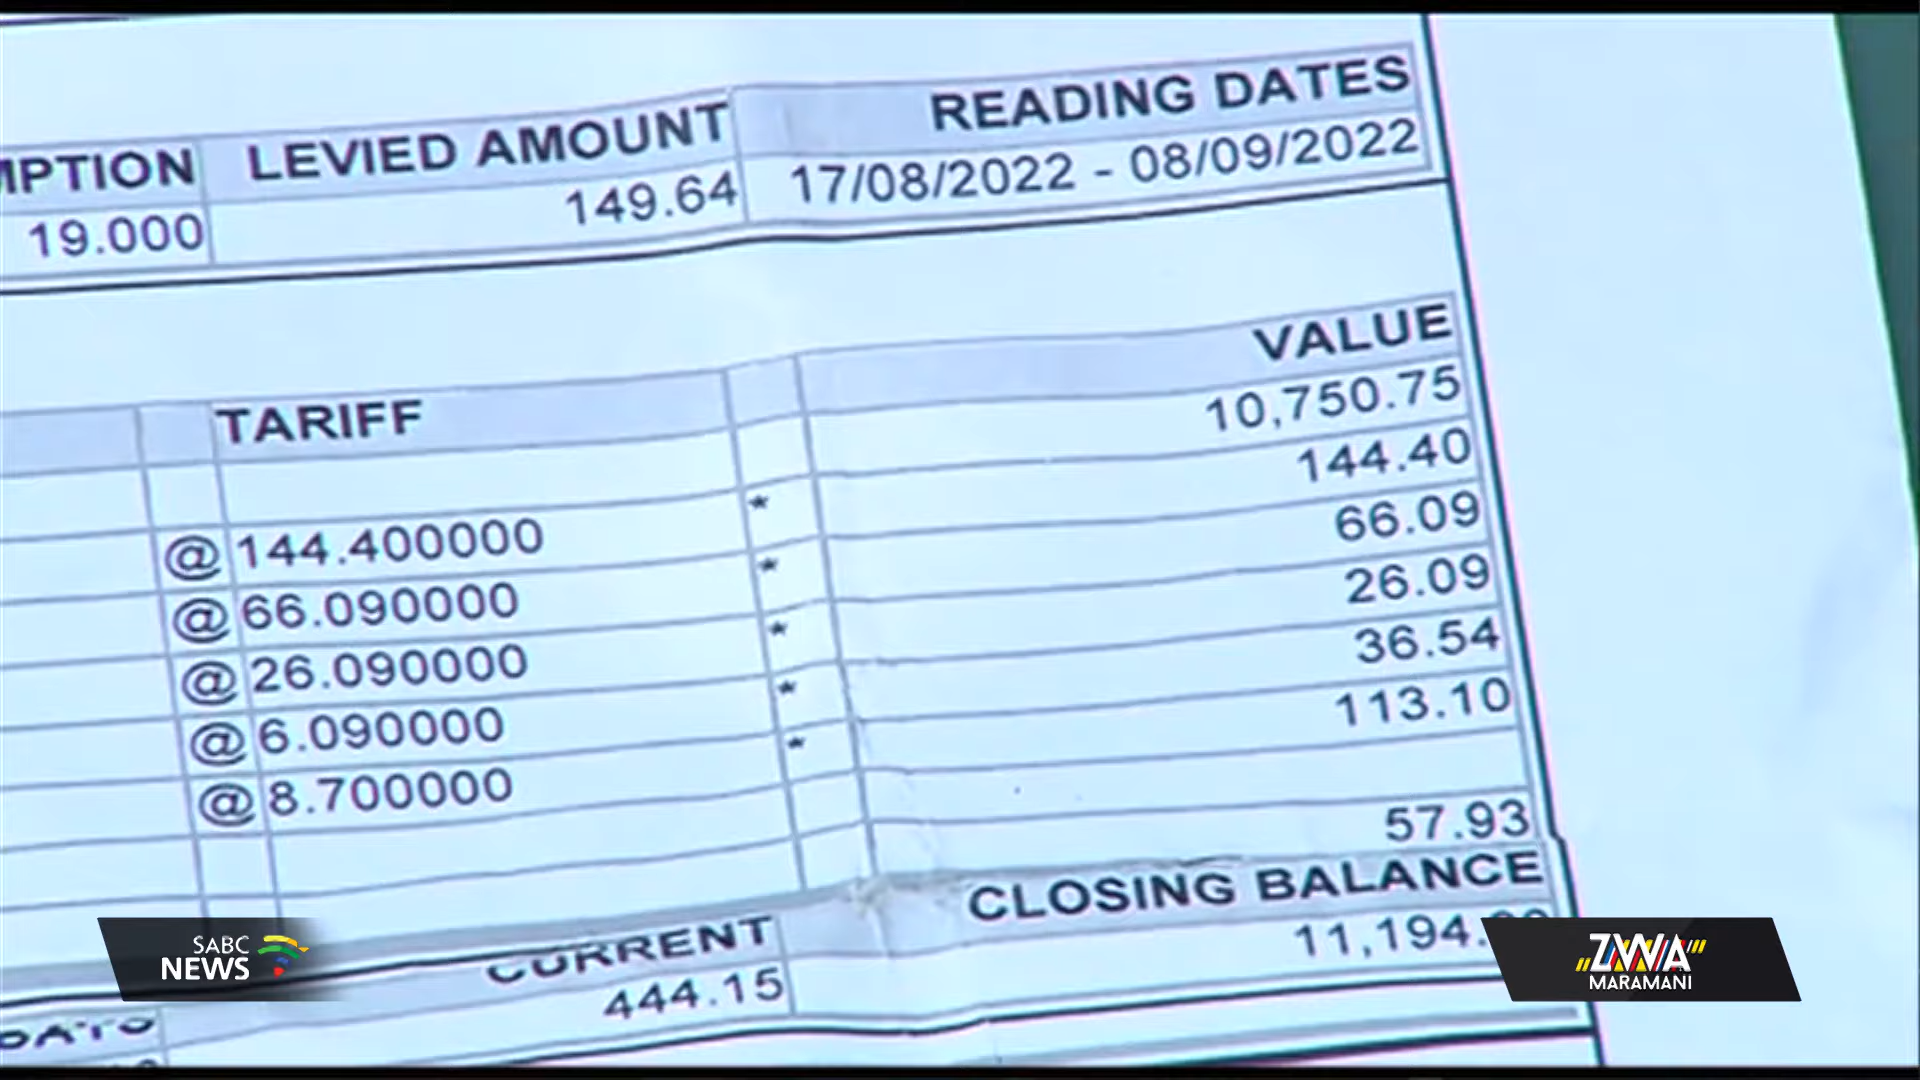 MPTION LEVIED AMOUNT READING DATES
19.000 149.64 17/08/2022 - 08/09/2022
TARIFF VALUE
10,750.75
@ 144.400000 * 144.40
@ 66.090000 * 66.09
@ 26.090000 * 26.09
@ 6.090000 * 36.54
@ 8.700000 * 113.10
57.93
CURRENT CLOSING BALANCE
444.15 11,194.
SABC
NEWS
ZWA
MARAMANI